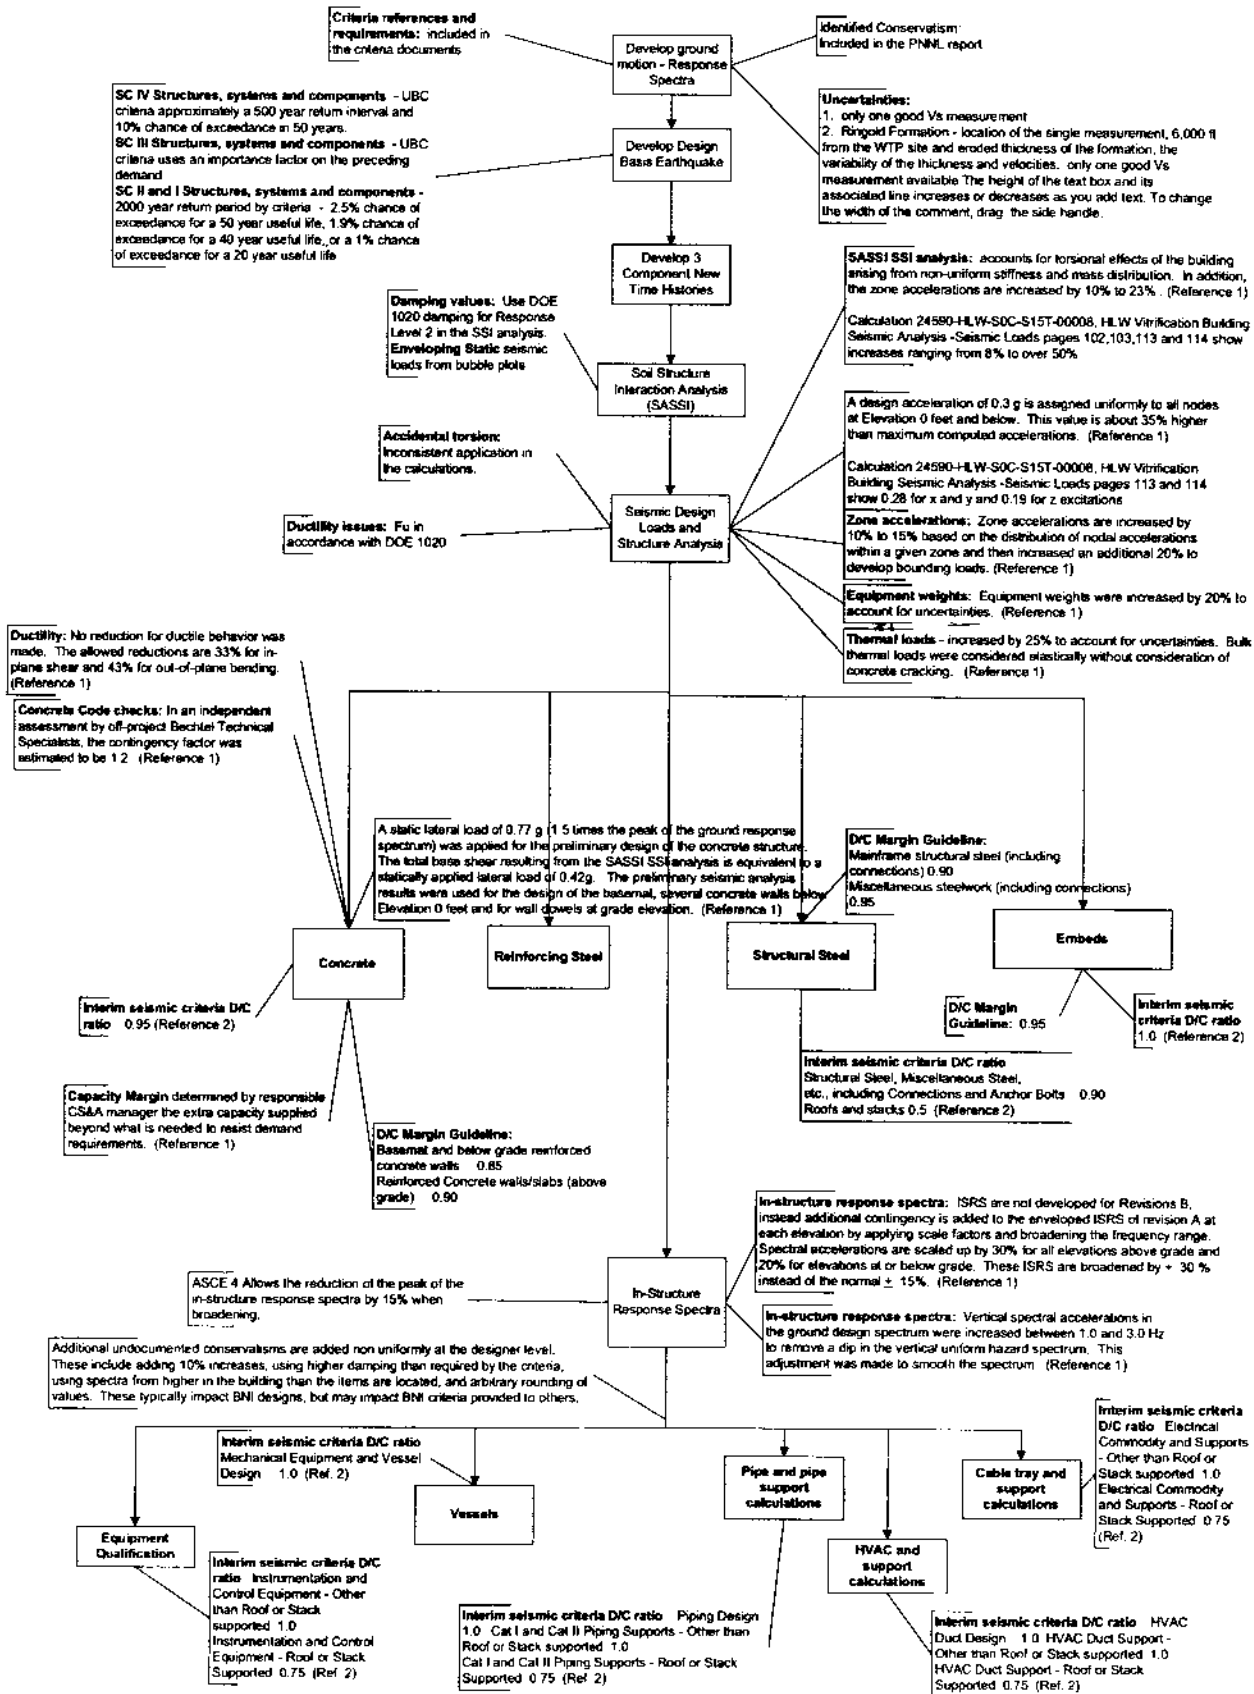 Criteria references and
requirements: included in
the criteria documents
Identified Conservatism:
Included in the PNNL report
Develop ground
motion - Response
Spectra
SC IV Structures, systems and components - UBC
criteria approximately a 500 year return interval and
10% chance of exceedance in 50 years.
SC III Structures, systems and components - UBC
criteria uses an importance factor on the preceding
demand
SC II and I Structures, systems and components -
2000 year return period by criteria - 2.5% chance of
exceedance for a 50 year useful life, 1.9% chance of
exceedance for a 40 year useful life, or a 1% chance
of exceedance for a 20 year useful life
Develop Design
Basis Earthquake
Uncertainties:
1. only one good Vs measurement
2. Ringold Formation - location of the single measurement, 6,000 ft
from the WTP site and eroded thickness of the formation, the
variability of the thickness and velocities. only one good Vs
measurement available The height of the text box and its
associated line increases or decreases as you add text. To change
the width of the comment, drag the side handle.
Develop 3
Component New
Time Histories
Damping values: Use DOE
1020 damping for Response
Level 2 in the SSI analysis.
Enveloping Static seismic
loads from bubble plots
Soil Structure
Interaction Analysis
(SASSI)
SASSI SSI analysis: accounts for torsional effects of the building
arising from non-uniform stiffness and mass distribution. In addition,
the zone accelerations are increased by 10% to 23%. (Reference 1)
Calculation 24590-HLW-S0C-S15T-00008, HLW Vitrification Building
Seismic Analysis -Seismic Loads pages 102,103,113 and 114 show
increases ranging from 8% to over 50%
Accidental torsion:
Inconsistent application in
the calculations.
Ductility issues: Fu in
accordance with DOE 1020
Seismic Design
Loads and
Structure Analysis
A design acceleration of 0.3 g is assigned uniformly to all nodes
at Elevation 0 feet and below. This value is about 35% higher
than maximum computed accelerations. (Reference 1)
Calculation 24590-HLW-S0C-S15T-00008, HLW Vitrification
Building Seismic Analysis -Seismic Loads pages 113 and 114
show 0.28 for x and y and 0.19 for z excitations
Zone accelerations: Zone accelerations are increased by
10% to 15% based on the distribution of nodal accelerations
within a given zone and then increased an additional 20% to
develop bounding loads. (Reference 1)
Equipment weights: Equipment weights were increased by 20% to
account for uncertainties. (Reference 1)
Thermal loads - increased by 25% to account for uncertainties. Bulk
thermal loads were considered elastically without consideration of
concrete cracking. (Reference 1)
Ductility: No reduction for ductile behavior was
made. The allowed reductions are 33% for in-
plane shear and 43% for out-of-plane bending.
(Reference 1)
Concrete Code checks: In an independent
assessment by off-project Bechtel Technical
Specialists, the contingency factor was
estimated to be 1.2 (Reference 1)
A static lateral load of 0.77 g (1.5 times the peak of the ground response
spectrum) was applied for the preliminary design of the concrete structure.
The total base shear resulting from the SASSI SSI analysis is equivalent to a
statically applied lateral load of 0.42g. The preliminary seismic analysis
results were used for the design of the basemat, several concrete walls below
Elevation 0 feet and for wall dowels at grade elevation. (Reference 1)
D/C Margin Guideline:
Mainframe structural steel (including
connections) 0.90
Miscellaneous steelwork (including connections)
0.95
Concrete
Reinforcing Steel
Structural Steel
Embeds
Interim seismic criteria D/C
ratio 0.95 (Reference 2)
D/C Margin
Guideline: 0.95
Interim seismic
criteria D/C ratio
1.0 (Reference 2)
Interim seismic criteria D/C ratio
Structural Steel, Miscellaneous Steel,
etc., including Connections and Anchor Bolts 0.90
Roofs and stacks 0.5 (Reference 2)
Capacity Margin determined by responsible
CS&A manager the extra capacity supplied
beyond what is needed to resist demand
requirements. (Reference 1)
D/C Margin Guideline:
Basemat and below grade reinforced
concrete walls 0.85
Reinforced Concrete walls/slabs (above
grade) 0.90
In-structure response spectra: ISRS are not developed for Revisions B,
instead additional contingency is added to the enveloped ISRS of revision A at
each elevation by applying scale factors and broadening the frequency range.
Spectral accelerations are scaled up by 30% for all elevations above grade and
20% for elevations at or below grade. These ISRS are broadened by + 30 %
instead of the normal ± 15%. (Reference 1)
ASCE 4 Allows the reduction of the peak of the
in-structure response spectra by 15% when
broadening.
In-Structure
Response Spectra
In-structure response spectra: Vertical spectral accelerations in
the ground design spectrum were increased between 1.0 and 3.0 Hz
to remove a dip in the vertical uniform hazard spectrum. This
adjustment was made to smooth the spectrum (Reference 1)
Additional undocumented conservatisms are added non uniformly at the designer level.
These include adding 10% increases, using higher damping than required by the criteria,
using spectra from higher in the building than the items are located, and arbitrary rounding of
values. These typically impact BNI designs, but may impact BNI criteria provided to others.
Interim seismic criteria D/C ratio
Mechanical Equipment and Vessel
Design 1.0 (Ref. 2)
Equipment
Qualification
Vessels
Pipe and pipe
support
calculations
HVAC and
support
calculations
Cable tray and
support
calculations
Interim seismic criteria
D/C ratio Electrical
Commodity and Supports
- Other than Roof or
Stack supported 1.0
Electrical Commodity
and Supports - Roof or
Stack Supported 0.75
(Ref. 2)
Interim seismic criteria D/C
ratio Instrumentation and
Control Equipment - Other
than Roof or Stack
supported 1.0
Instrumentation and Control
Equipment - Roof or Stack
Supported 0.75 (Ref. 2)
Interim seismic criteria D/C ratio Piping Design
1.0 Cat I and Cat II Piping Supports - Other than
Roof or Stack supported 1.0
Cat I and Cat II Piping Supports - Roof or Stack
Supported 0.75 (Ref. 2)
Interim seismic criteria D/C ratio HVAC
Duct Design 1.0 HVAC Duct Support -
Other than Roof or Stack supported 1.0
HVAC Duct Support - Roof or Stack
Supported 0.75 (Ref. 2)